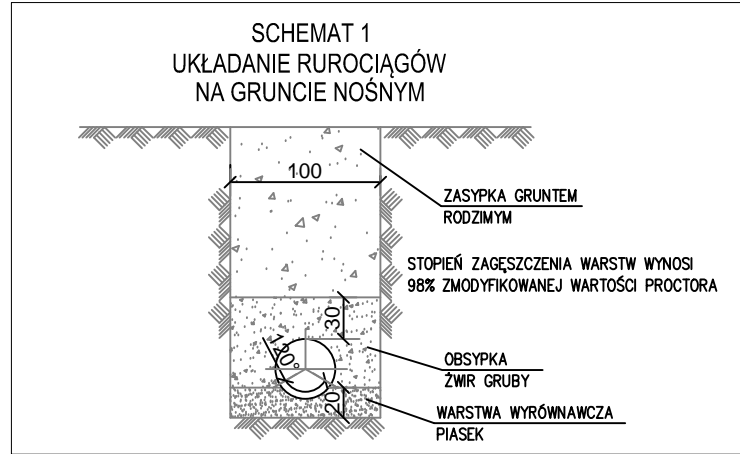 SCHEMAT 1
UKŁADANIE RUROCIĄGÓW
NA GRUNCIE NOŚNYM
100
ZASYPKA GRUNTEM
RODZIMYM
STOPIEŃ ZAGĘSZCZENIA WARSTW WYNOSI
98% ZMODYFIKOWANEJ WARTOŚCI PROCTORA
30
120°
OBSYPKA
ŻWIR GRUBY
20
WARSTWA WYRÓWNAWCZA
PIASEK